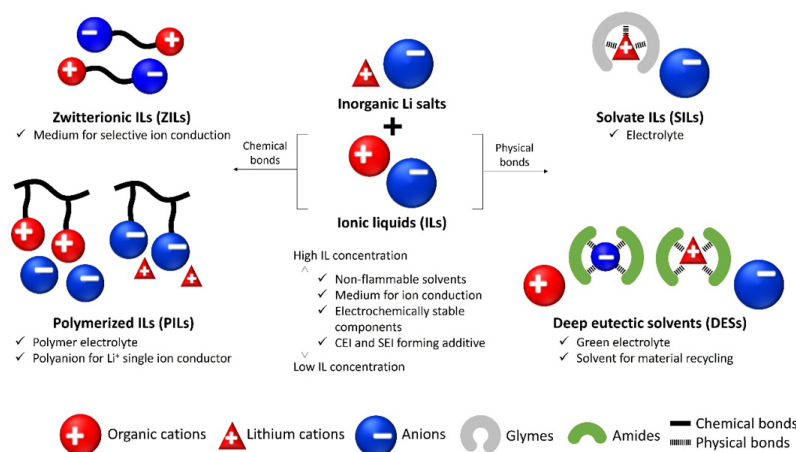 Zwitterionic ILs (ZILs)
✓ Medium for selective ion conduction
Inorganic Li salts
+
Ionic liquids (ILs)
Solvate ILs (SILs)
✓ Electrolyte
Chemical
bonds
Physical
bonds
Polymerized ILs (PILs)
✓ Polymer electrolyte
✓ Polyanion for Li⁺ single ion conductor
High IL concentration
✓ Non-flammable solvents
✓ Medium for ion conduction
✓ Electrochemically stable
components
✓ CEI and SEI forming additive
Low IL concentration
Deep eutectic solvents (DESs)
✓ Green electrolyte
✓ Solvent for material recycling
Organic cations
Lithium cations
Anions
Glymes
Amides
Chemical bonds
Physical bonds